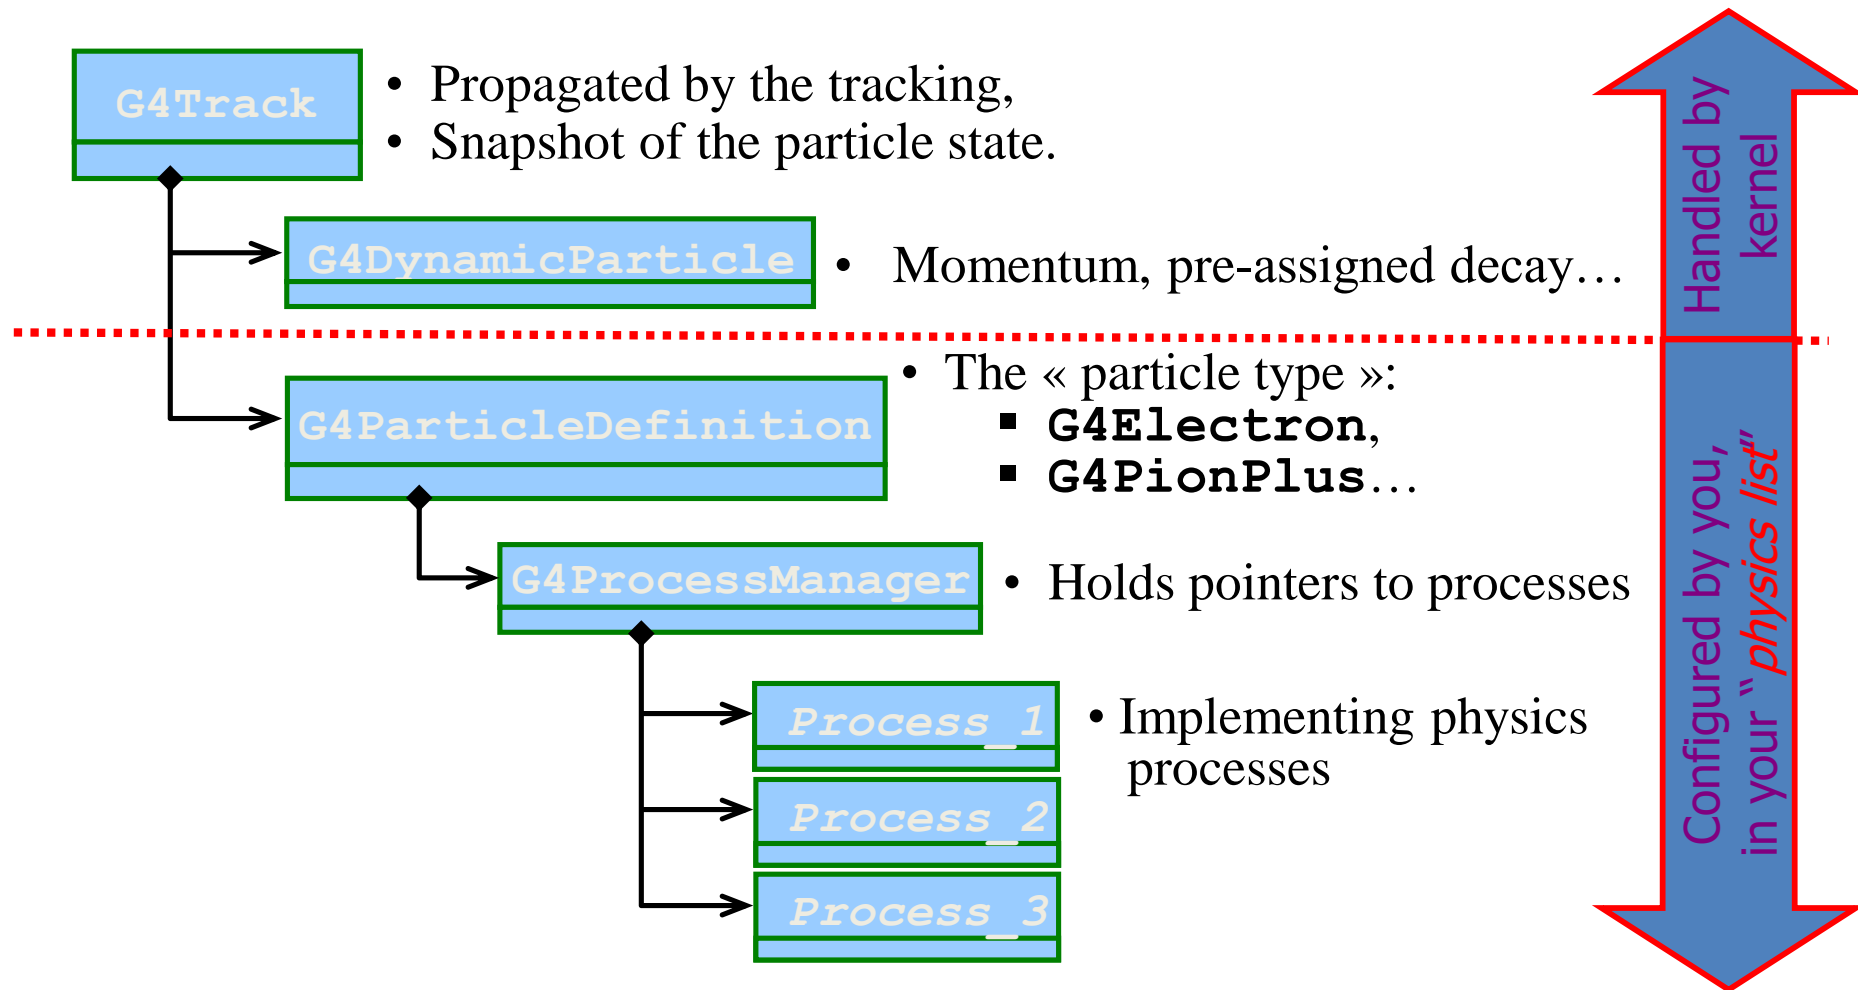 G4Track
• Propagated by the tracking,
• Snapshot of the particle state.
G4DynamicParticle
• Momentum, pre-assigned decay…
G4ParticleDefinition
• The « particle type »:
▪ G4Electron,
▪ G4PionPlus…
G4ProcessManager
• Holds pointers to processes
Process_1
• Implementing physics
processes
Process_2
Process_3
Handled by
kernel
Configured by you,
in your “physics list”